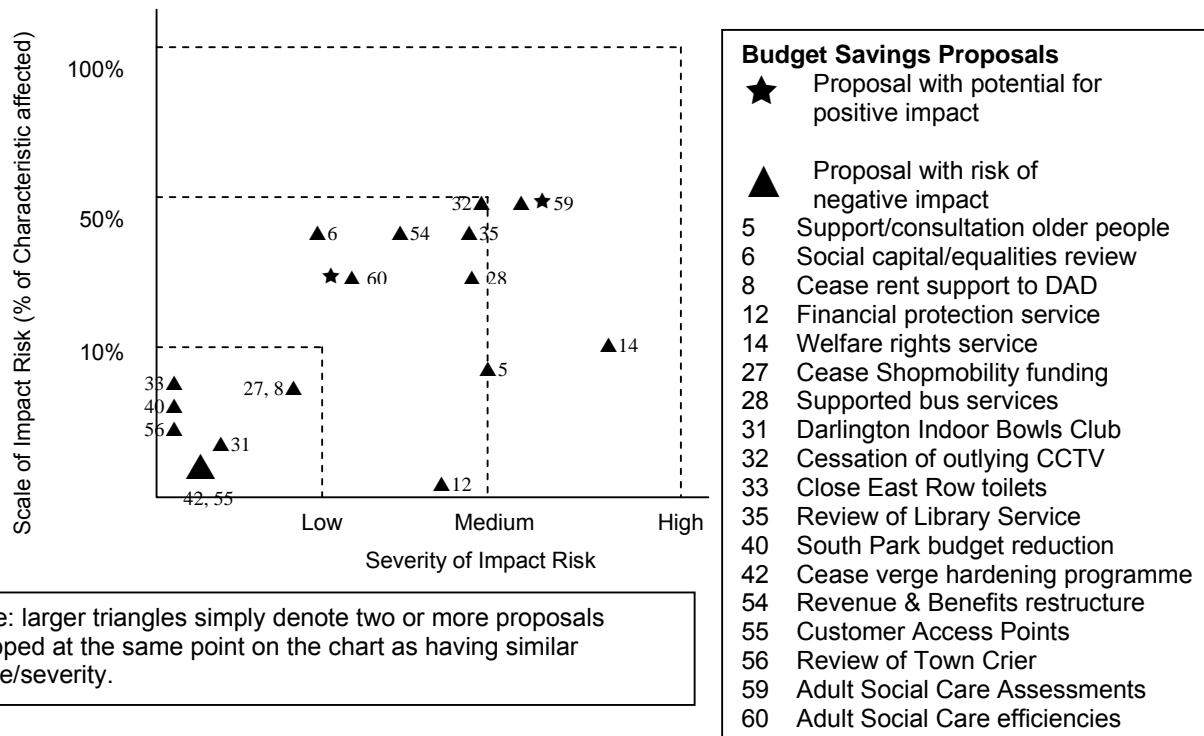 Scale of Impact Risk (% of Characteristic affected)
100%
50%
10%
32
59
6
54
35
60
28
14
5
33
27, 8
40
56
31
42, 55
12
Low
Medium
High
Severity of Impact Risk
e: larger triangles simply denote two or more proposals
pped at the same point on the chart as having similar
e/severity.
Budget Savings Proposals
Proposal with potential for
positive impact
Proposal with risk of
negative impact
5 Support/consultation older people
6 Social capital/equalities review
8 Cease rent support to DAD
12 Financial protection service
14 Welfare rights service
27 Cease Shopmobility funding
28 Supported bus services
31 Darlington Indoor Bowls Club
32 Cessation of outlying CCTV
33 Close East Row toilets
35 Review of Library Service
40 South Park budget reduction
42 Cease verge hardening programme
54 Revenue & Benefits restructure
55 Customer Access Points
56 Review of Town Crier
59 Adult Social Care Assessments
60 Adult Social Care efficiencies